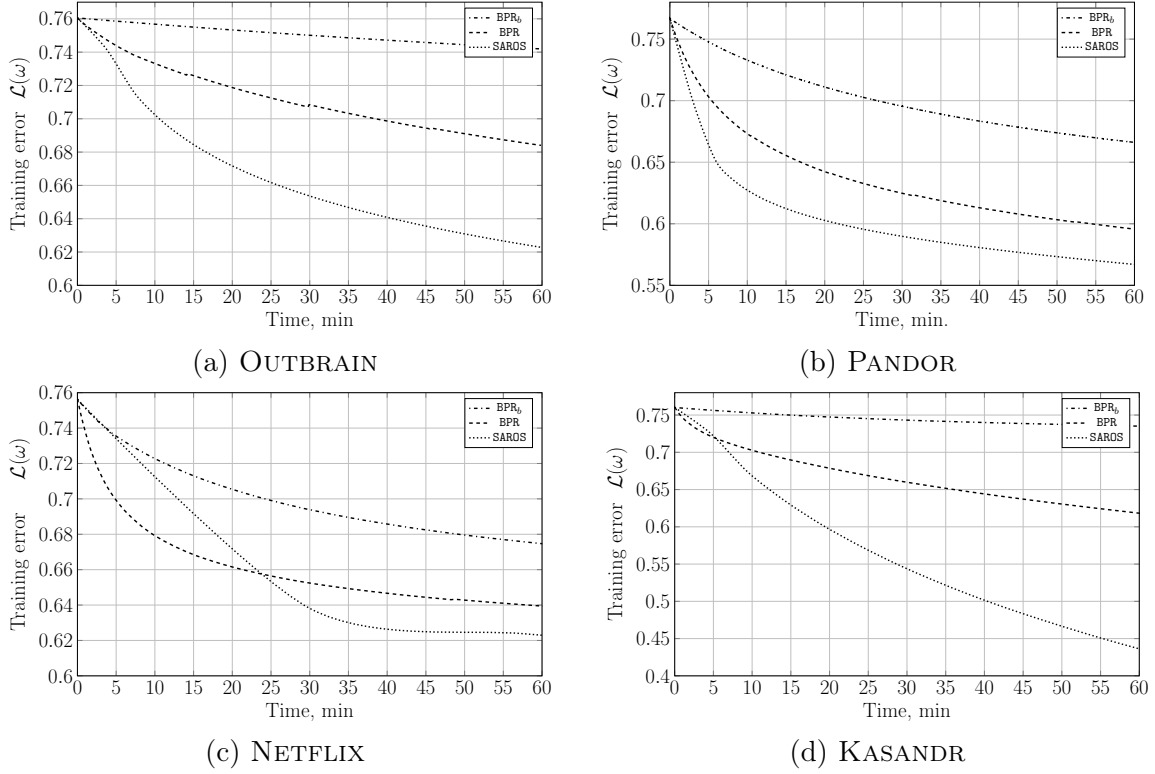 0.76
0.74
0.72
0.7
0.68
0.66
0.64
0.62
0.6
Training error 𝓛(ω)
BPR_b
BPR
SAROS
0 5 10 15 20 25 30 35 40 45 50 55 60
Time, min
(a) OUTBRAIN
0.75
0.7
0.65
0.6
0.55
Training error 𝓛(ω)
BPR_b
BPR
SAROS
0 5 10 15 20 25 30 35 40 45 50 55 60
Time, min.
(b) PANDOR
0.76
0.74
0.72
0.7
0.68
0.66
0.64
0.62
0.6
Training error 𝓛(ω)
BPR_b
BPR
SAROS
0 5 10 15 20 25 30 35 40 45 50 55 60
Time, min
(c) NETFLIX
0.75
0.7
0.65
0.6
0.55
0.5
0.45
0.4
Training error 𝓛(ω)
BPR_b
BPR
SAROS
0 5 10 15 20 25 30 35 40 45 50 55 60
Time, min
(d) KASANDR